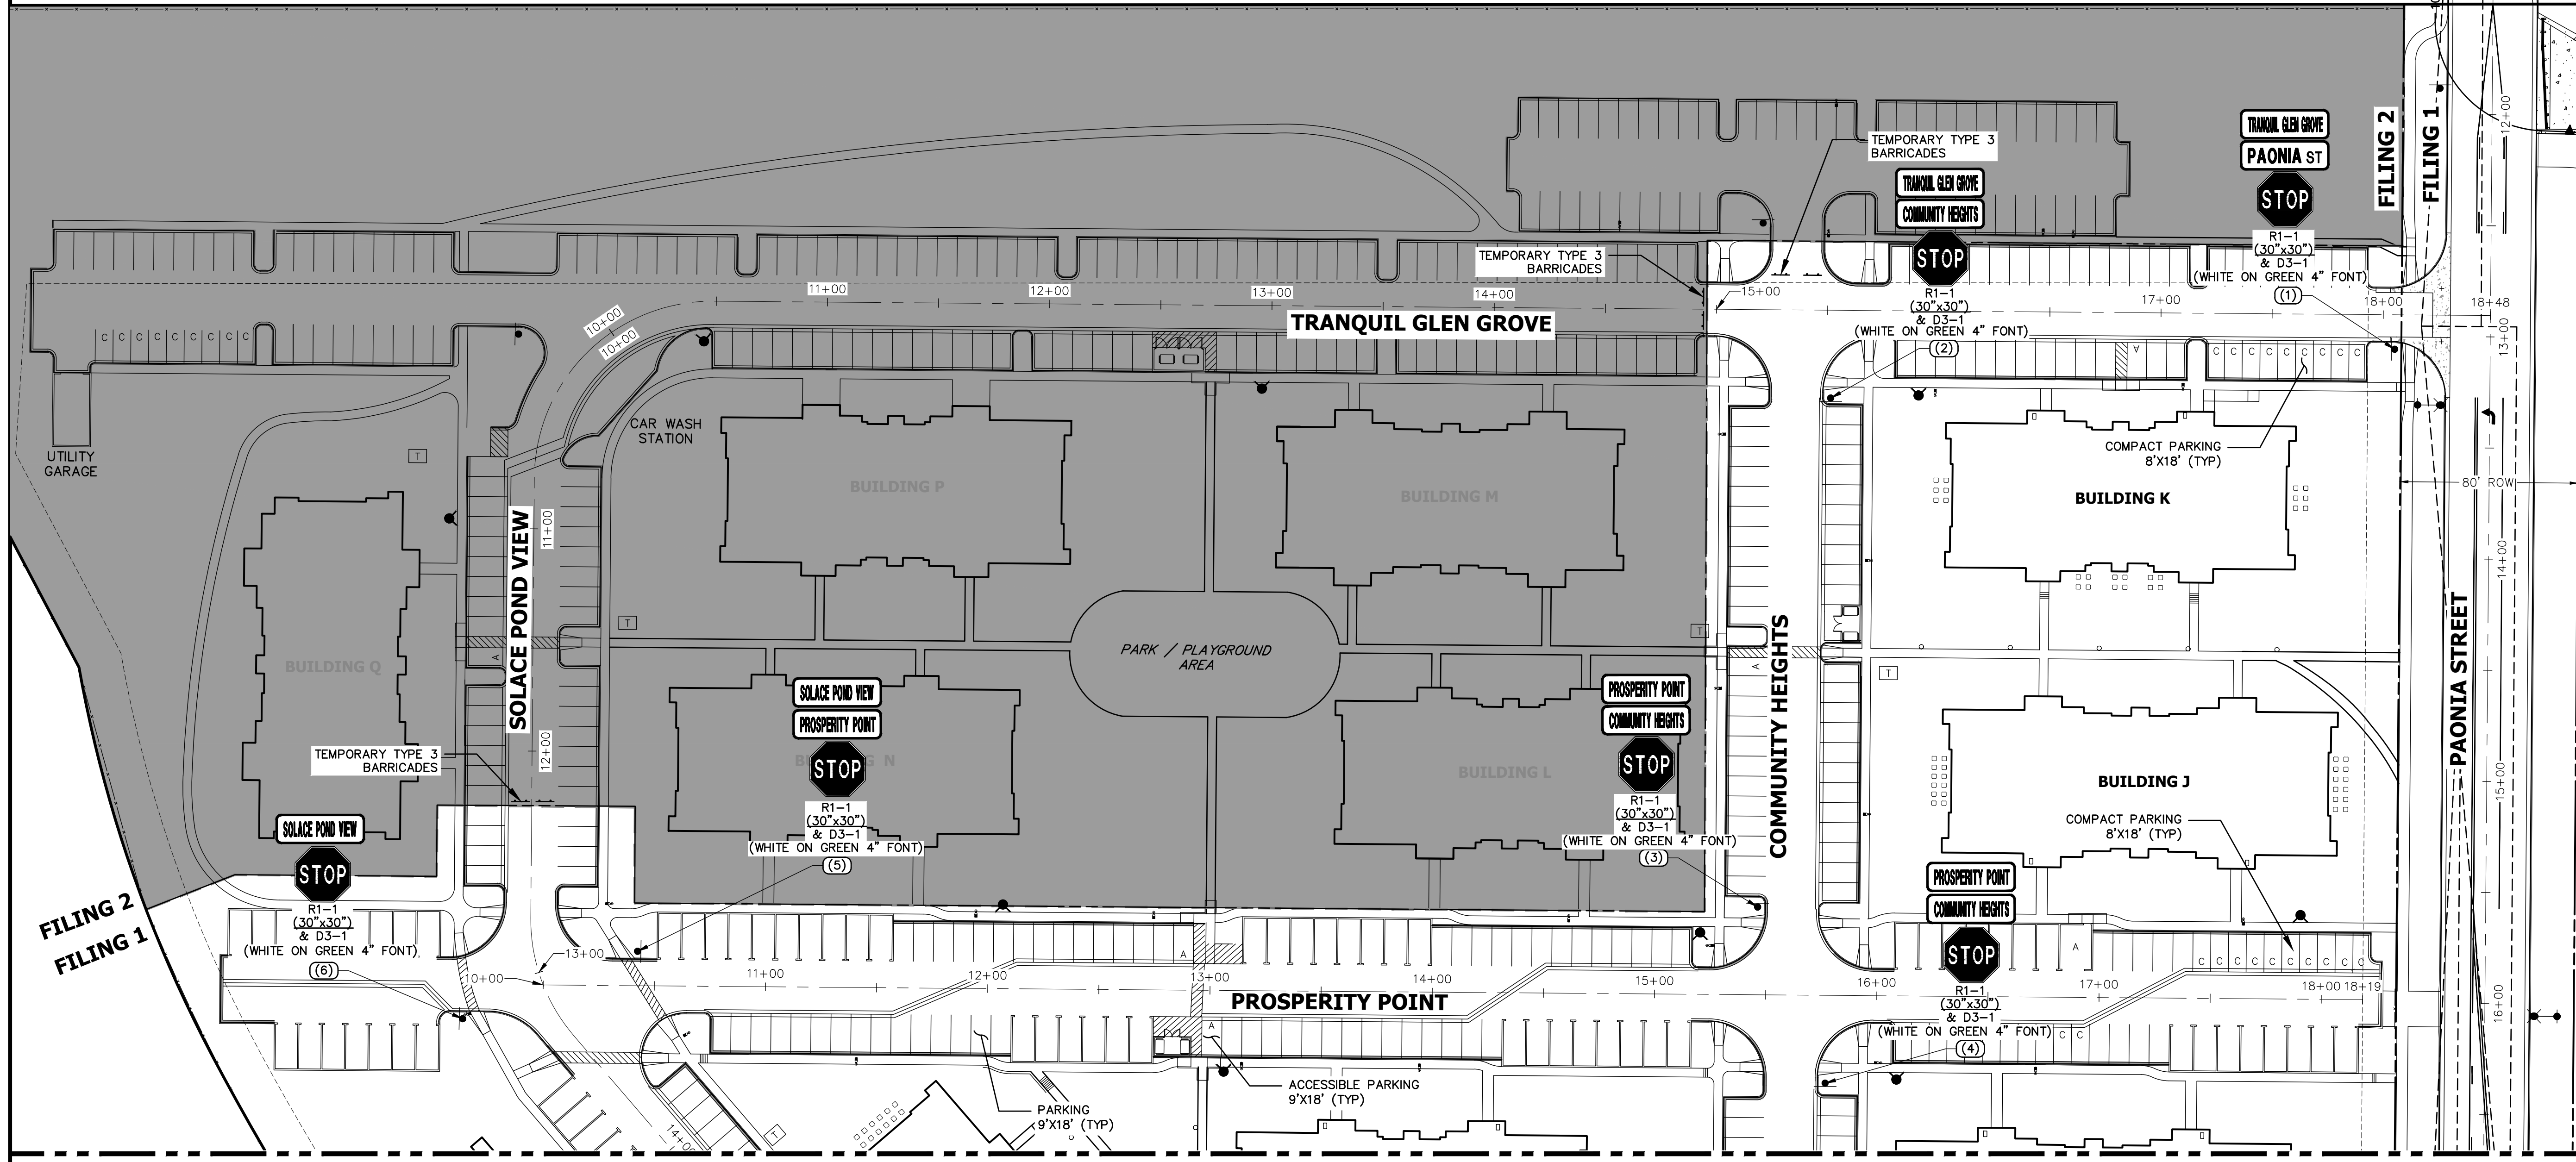 TRANQUIL GLEN GROVE
PAONIA ST
STOP
R1-1
(30"x30")
& D3-1
(WHITE ON GREEN 4" FONT)
(1)
FILING 2
FILING 1
12+00
TEMPORARY TYPE 3
BARRICADES
TRANQUIL GLEN GROVE
COMMUNITY HEIGHTS
STOP
R1-1
(30"x30")
& D3-1
(WHITE ON GREEN 4" FONT)
(2)
TEMPORARY TYPE 3
BARRICADES
10+00
10+00
11+00
12+00
13+00
14+00
15+00
17+00
18+00
18+48
13+00
TRANQUIL GLEN GROVE
C C C C C C C C C
A
A
C C C C C C C C C
UTILITY
GARAGE
T
CAR WASH
STATION
BUILDING P
BUILDING M
BUILDING K
COMPACT PARKING
8'X18' (TYP)
80' ROW
SOLACE POND VIEW
11+00
12+00
14+00
BUILDING Q
T
A
PARK / PLAYGROUND
AREA
T
A
T
COMMUNITY HEIGHTS
PAONIA STREET
15+00
16+00
TEMPORARY TYPE 3
BARRICADES
SOLACE POND VIEW
PROSPERITY POINT
STOP
BUILDING N
R1-1
(30"x30")
& D3-1
(WHITE ON GREEN 4" FONT)
(5)
PROSPERITY POINT
COMMUNITY HEIGHTS
STOP
BUILDING L
R1-1
(30"x30")
& D3-1
(WHITE ON GREEN 4" FONT)
(3)
BUILDING J
COMPACT PARKING
8'X18' (TYP)
SOLACE POND VIEW
STOP
R1-1
(30"x30")
& D3-1
(WHITE ON GREEN 4" FONT)
(6)
FILING 2
FILING 1
PROSPERITY POINT
COMMUNITY HEIGHTS
STOP
R1-1
(30"x30")
& D3-1
(WHITE ON GREEN 4" FONT)
(4)
A
A
C C C C C C C C C C
10+00
13+00
11+00
12+00
13+00
14+00
15+00
16+00
17+00
18+00
18+19
PROSPERITY POINT
A
C C
PARKING
9'X18' (TYP)
ACCESSIBLE PARKING
9'X18' (TYP)
T